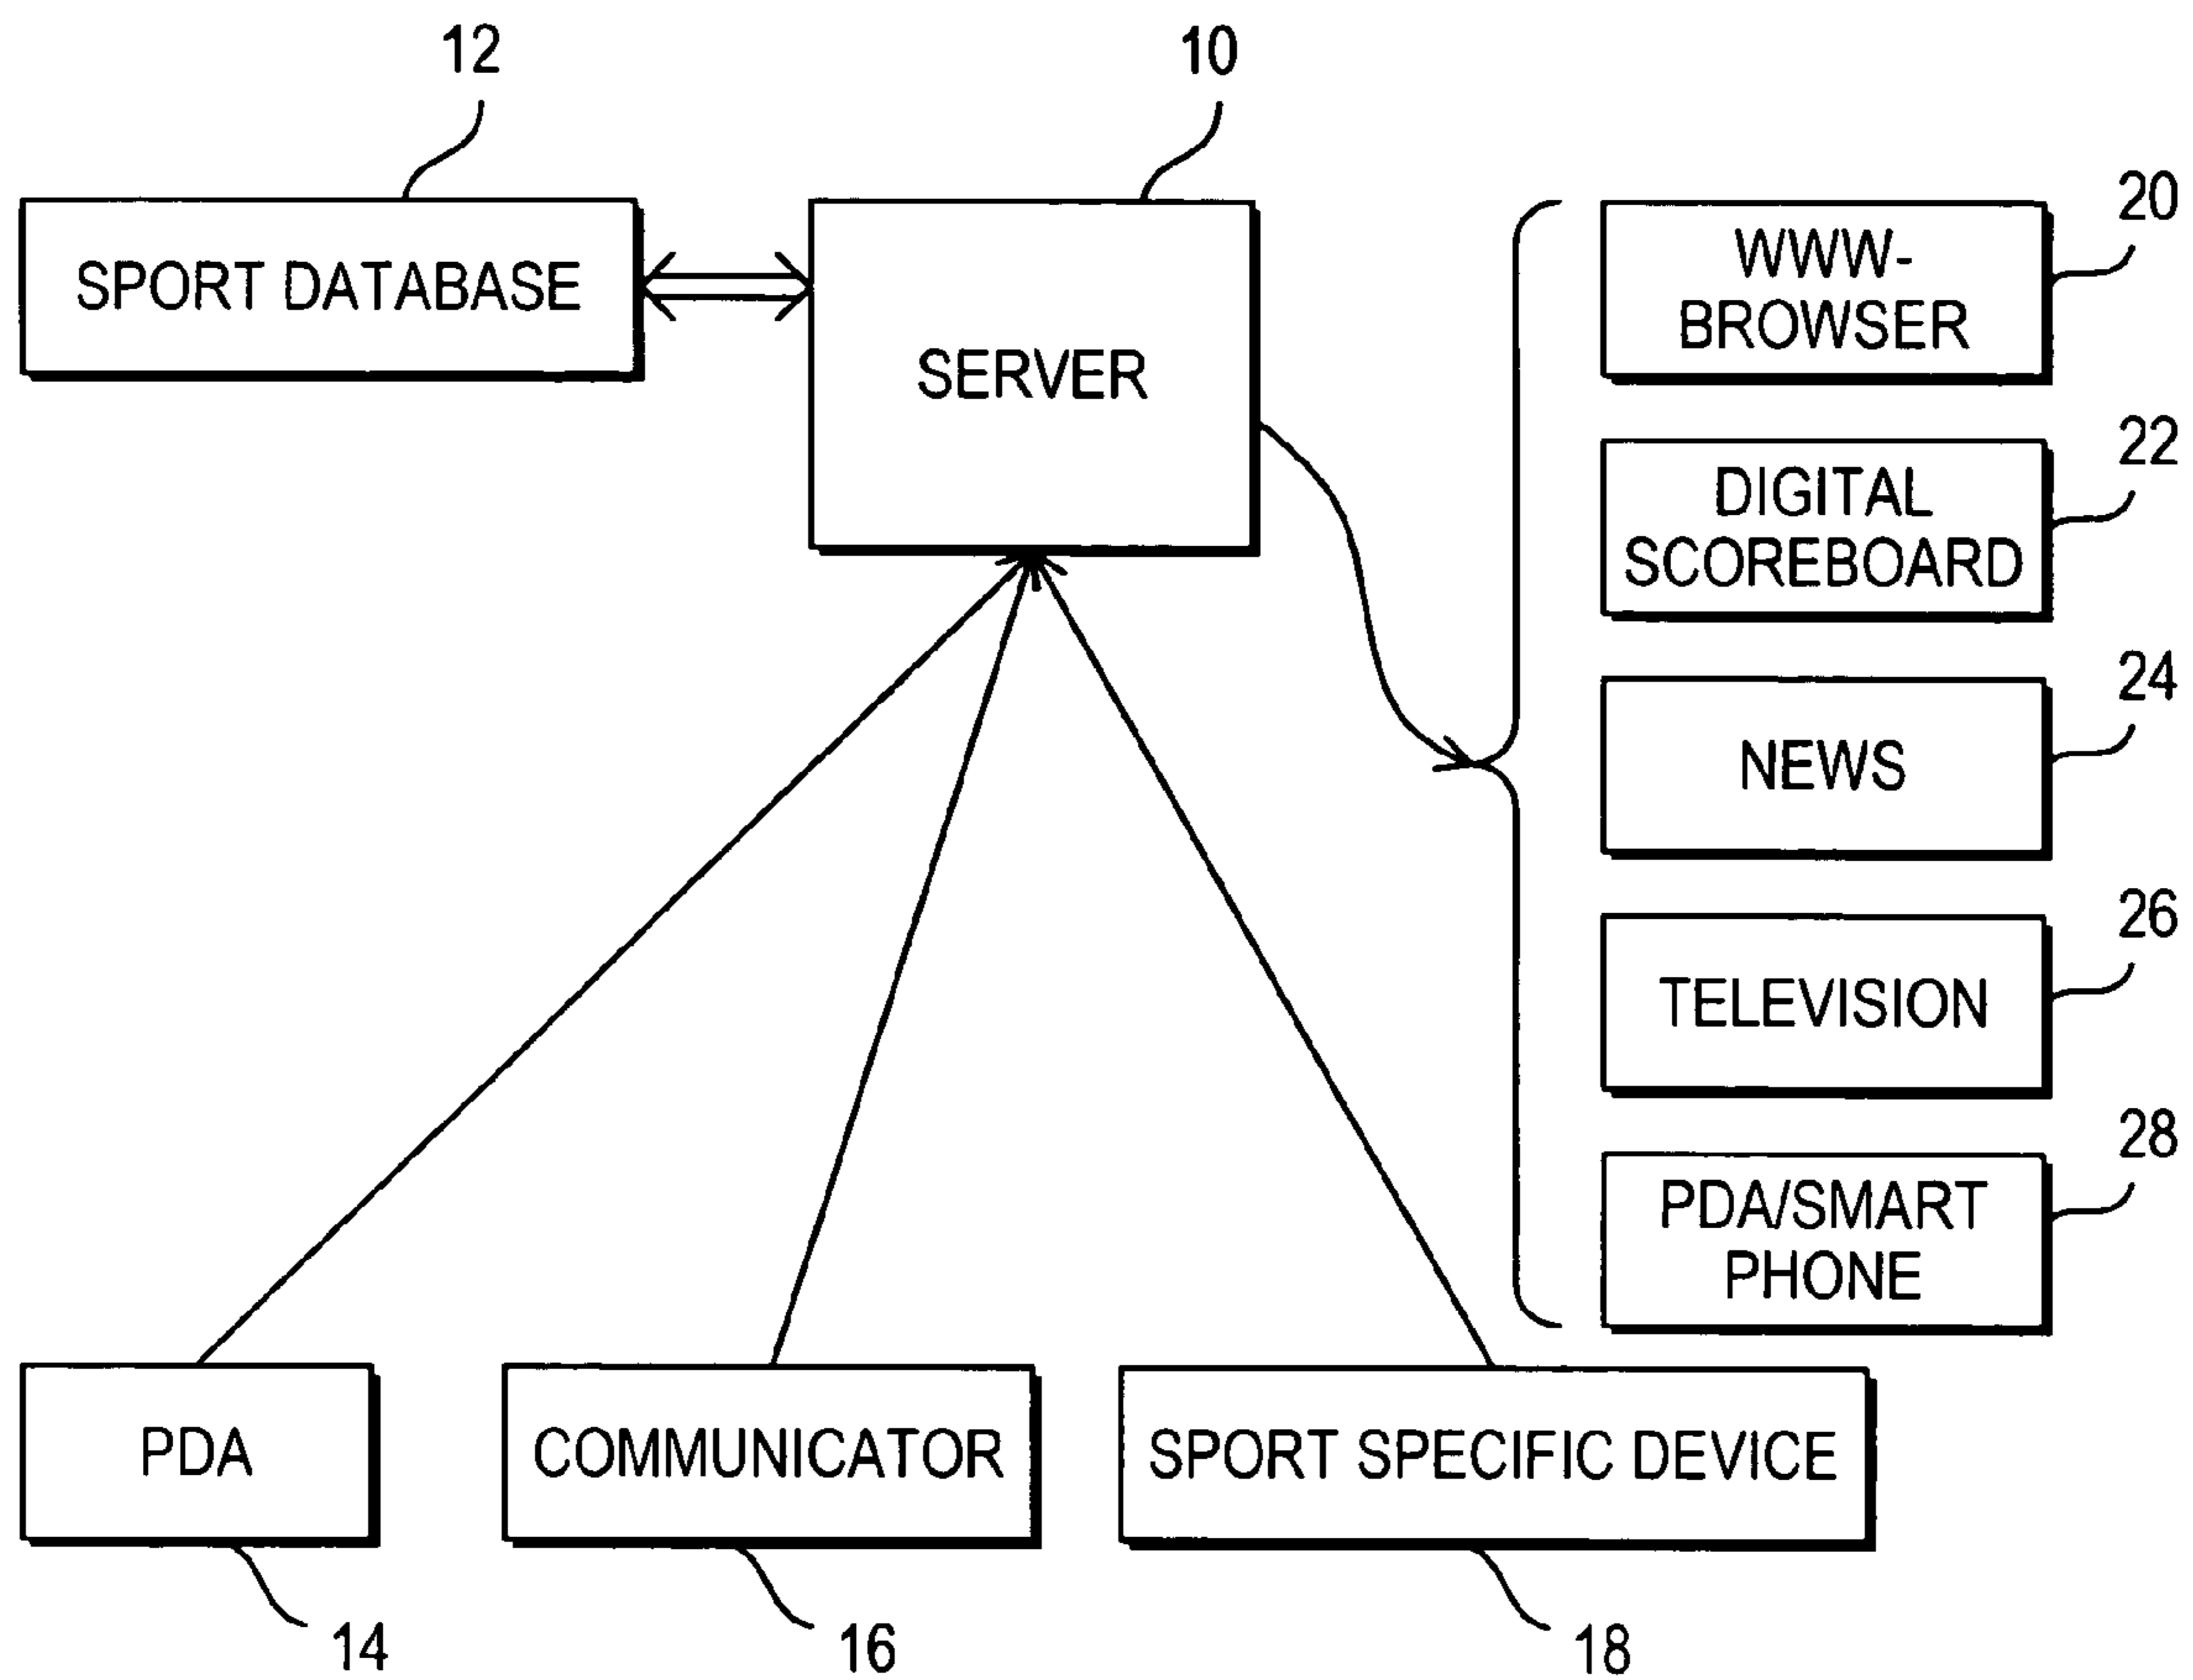 12
10
SPORT DATABASE
SERVER
WWW-
BROWSER
20
DIGITAL
SCOREBOARD
22
NEWS
24
TELEVISION
26
PDA/SMART
PHONE
28
PDA
COMMUNICATOR
SPORT SPECIFIC DEVICE
14
16
18